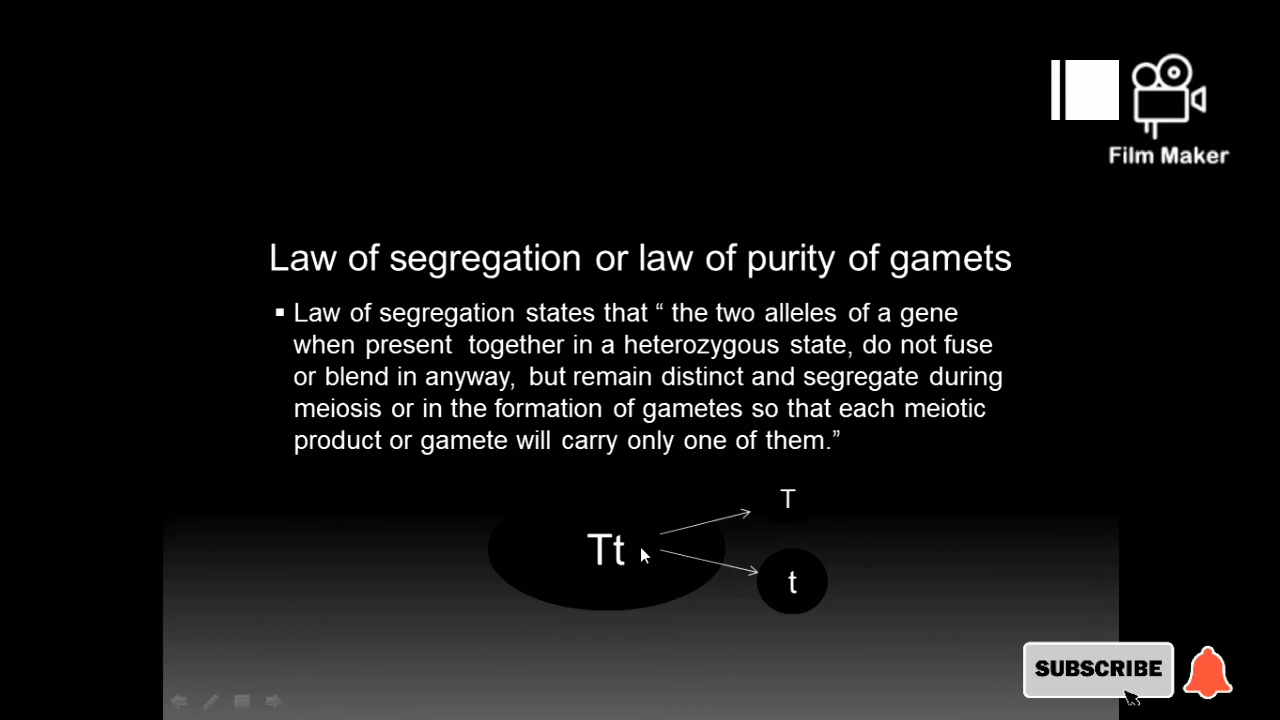 Film Maker
Law of segregation or law of purity of gamets
▪ Law of segregation states that “ the two alleles of a gene
when present together in a heterozygous state, do not fuse
or blend in anyway, but remain distinct and segregate during
meiosis or in the formation of gametes so that each meiotic
product or gamete will carry only one of them.”
T
Tt
t
SUBSCRIBE